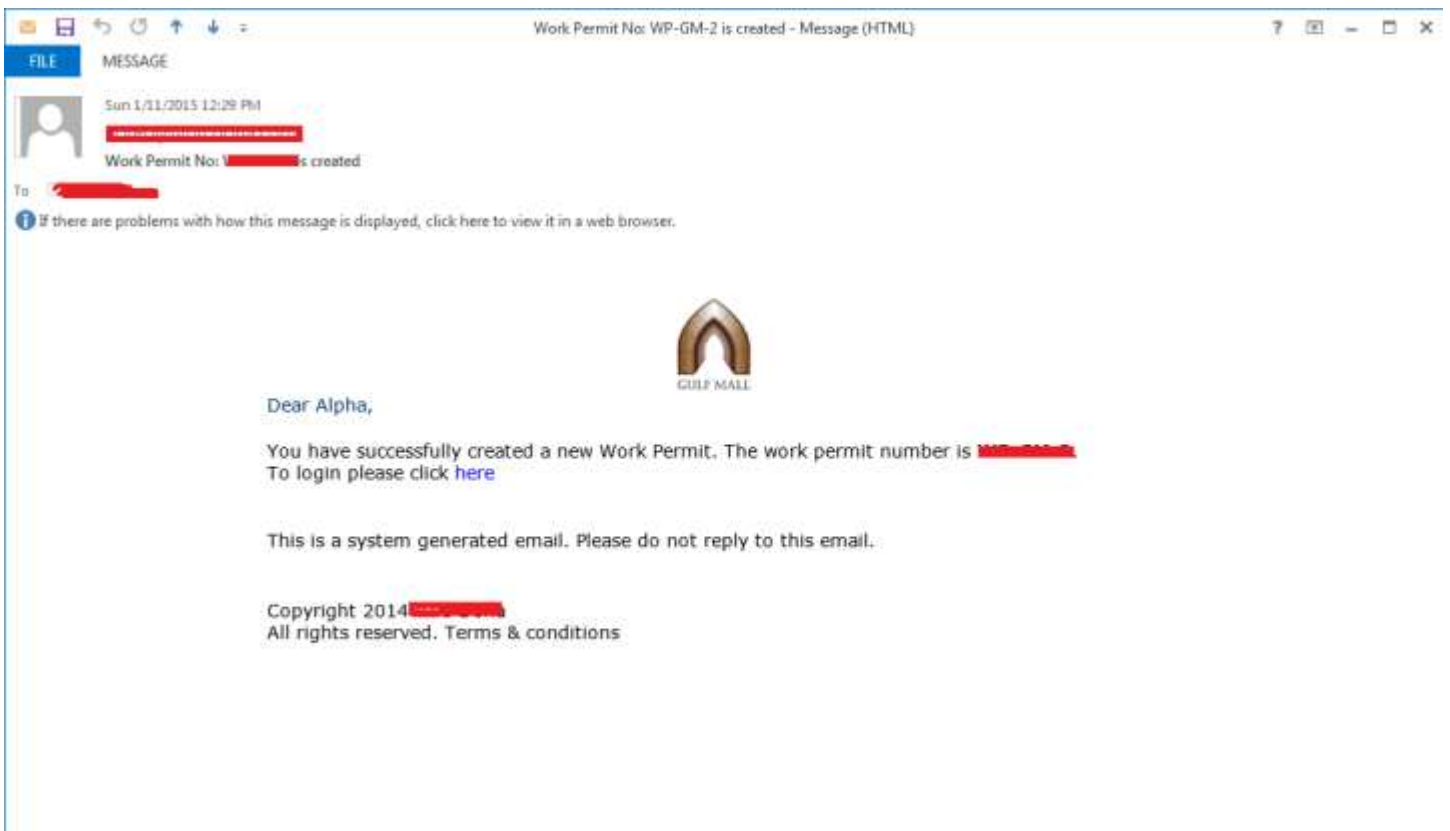 Work Permit No: WP-GM-2 is created - Message (HTML)
FILE MESSAGE
Sun 1/11/2015 12:29 PM
Work Permit No: is created
To
If there are problems with how this message is displayed, click here to view it in a web browser.
GULF MALL
Dear Alpha,
You have successfully created a new Work Permit. The work permit number is
To login please click here
This is a system generated email. Please do not reply to this email.
Copyright 2014
All rights reserved. Terms & conditions